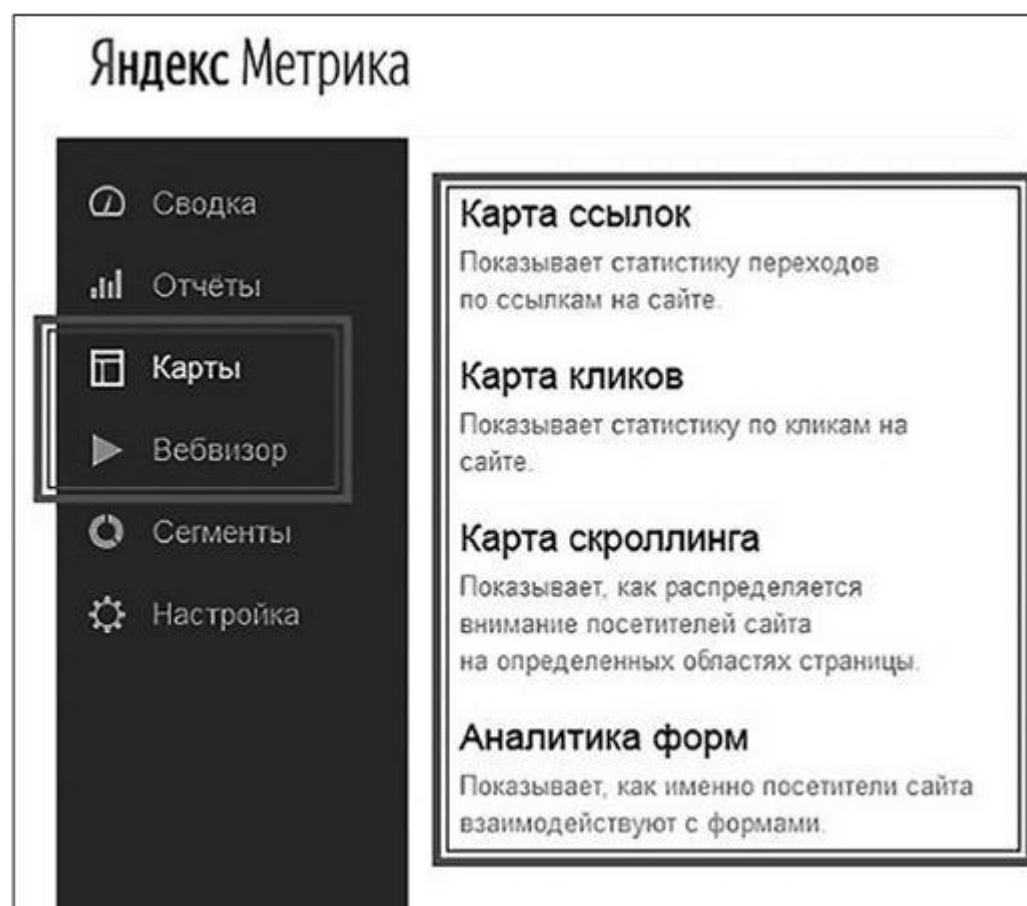 Яндекс Метрика
Сводка
Отчёты
Карты
Вебвизор
Сегменты
Настройка
Карта ссылок
Показывает статистику переходов
по ссылкам на сайте.
Карта кликов
Показывает статистику по кликам на
сайте.
Карта скроллинга
Показывает, как распределяется
внимание посетителей сайта
на определенных областях страницы.
Аналитика форм
Показывает, как именно посетители сайта
взаимодействуют с формами.